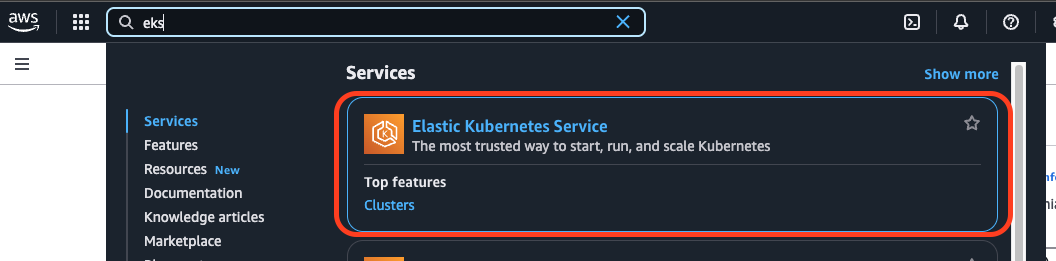 aws
eks
Services
Show more
Services
Features
Resources New
Documentation
Knowledge articles
Marketplace
Elastic Kubernetes Service
The most trusted way to start, run, and scale Kubernetes
Top features
Clusters